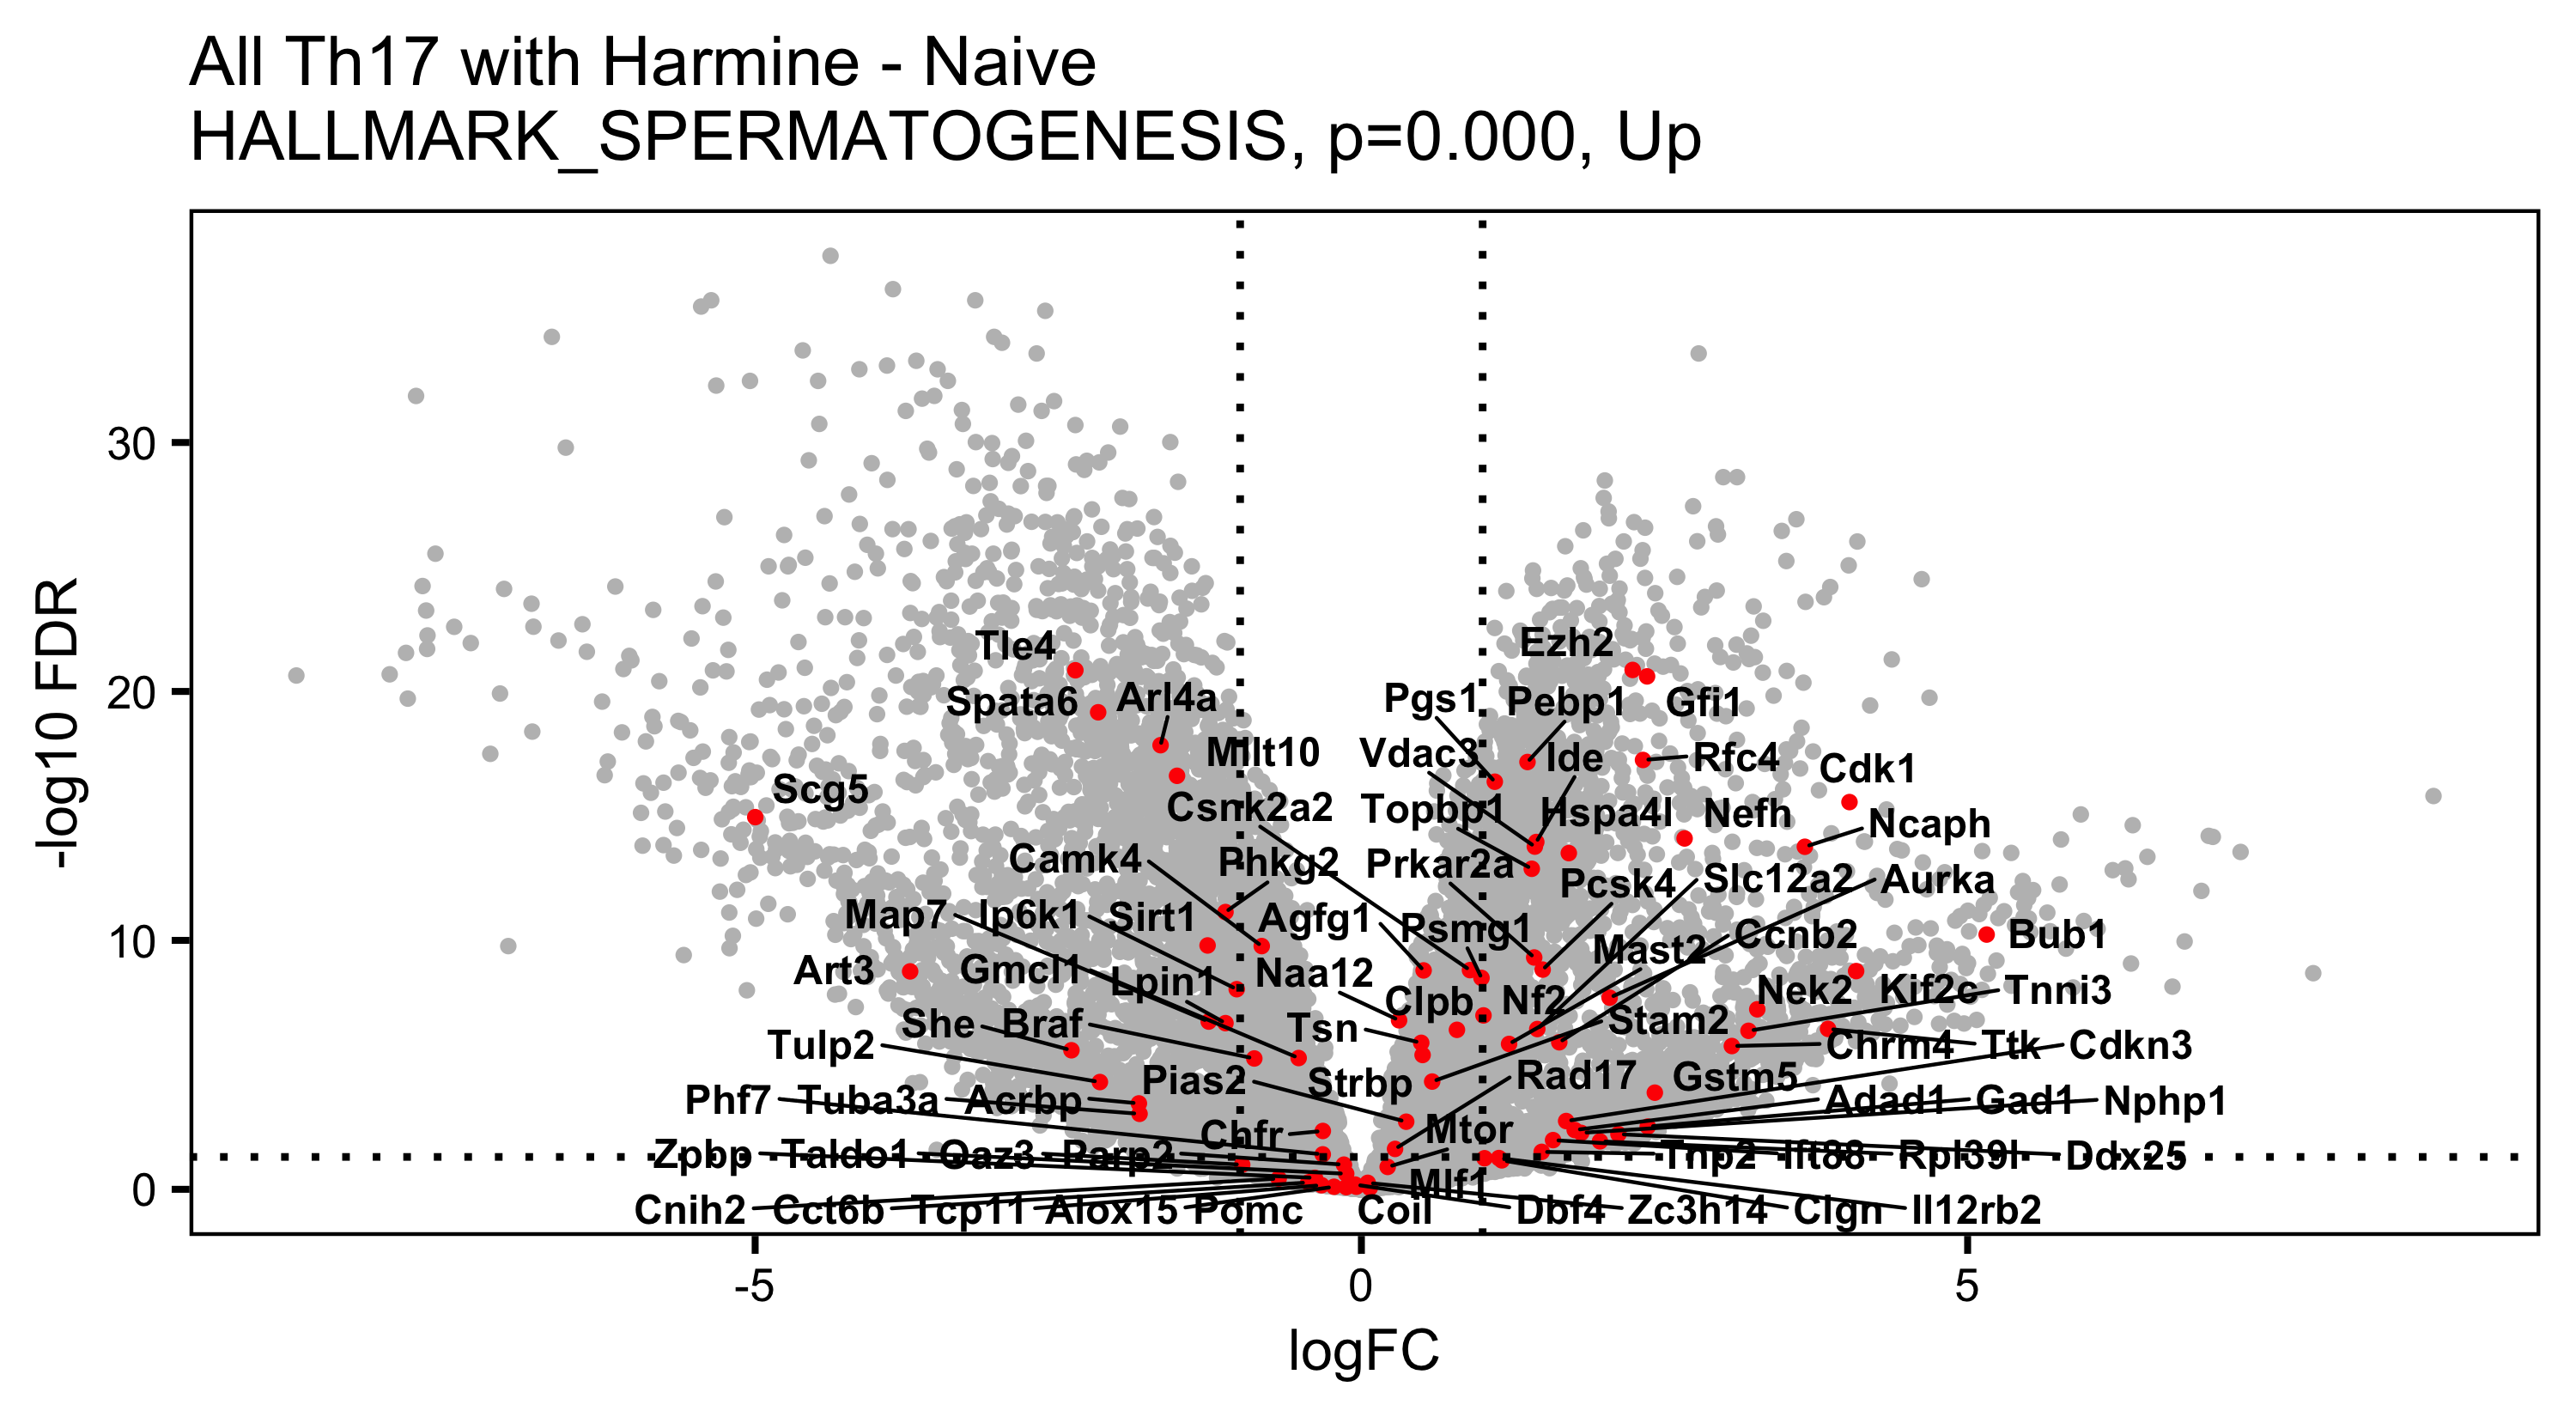 All Th17 with Harmine - Naive
HALLMARK_SPERMATOGENESIS, p=0.000, Up
-log10 FDR
30
20
10
0
Tle4
Ezh2
Spata6 Arl4a
Pgs1 Pebp1 Gfi1
Mllt10 Vdac3 Ide Rfc4 Cdk1
Scg5
Csnk2a2 Topbp1 Hspa4l Nefh Ncaph
Camk4 Phkg2 Prkar2a Pcsk4 Slc12a2 Aurka
Map7 Ip6k1 Sirt1 Agfg1 Psmg1 Mast2 Ccnb2 Bub1
Art3 Gmcl1 Lpin1 Naa12 Clpb Nf2 Nek2 Kif2c Tnni3
She Braf Tsn Stam2
Tulp2 Chrm4 Ttk Cdkn3
Pias2 Strbp Rad17 Gstm5
Phf7 Tuba3a Acrbp Adad1 Gad1 Nphp1
Chfr Mtor
Zpbp Taldo1 Oaz3 Parp2 Tnp2 Ift88 Rpl39l Ddx25
Mlf1
Cnih2 Cct6b Tcp11 Alox15 Pomc Coil Dbf4 Zc3h14 Clgn Il12rb2
-5
0
5
logFC